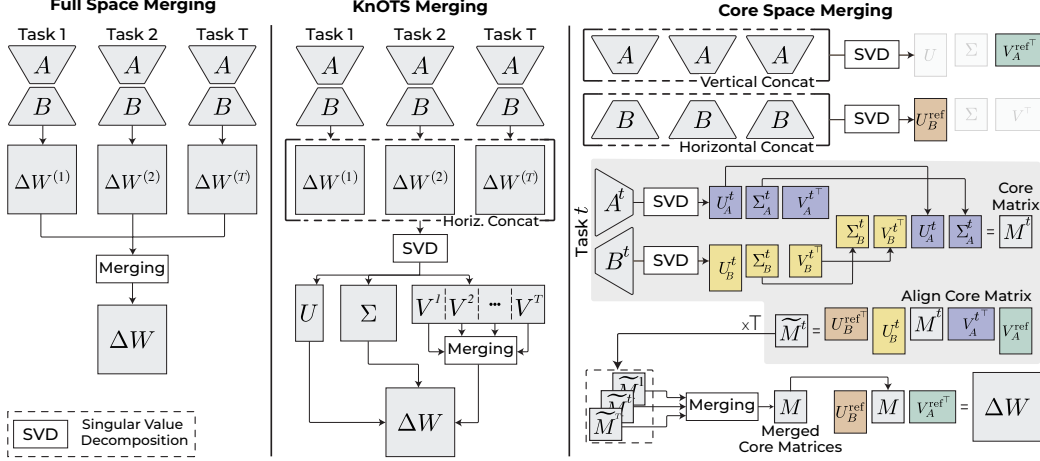 Full Space Merging
Task 1 Task 2 Task T
A A A
B B B
ΔW^(1) ΔW^(2) ΔW^(T)
Merging
ΔW
SVD Singular Value
Decomposition
KnOTS Merging
Task 1 Task 2 Task T
A A A
B B B
ΔW^(1) ΔW^(2) ΔW^(T)
Horiz. Concat
SVD
U Σ V^1 V^2 ... V^T
Merging
ΔW
Core Space Merging
A A A SVD U Σ V_A^ref⊤
Vertical Concat
B B B SVD U_B^ref Σ V^⊤
Horizontal Concat
Task t
A^t SVD U_A^t Σ_A^t V_A^t⊤
Core
Matrix
Σ_B^t V_B^t⊤ U_A^t Σ_A^t = M^t
B^t SVD U_B^t Σ_B^t V_B^t⊤
Align Core Matrix
xT M̃^t = U_B^ref⊤ U_B^t M^t V_A^t⊤ V_A^ref
M̃^1
M̃^t
M̃^T
Merging M U_B^ref M V_A^ref⊤ = ΔW
Merged
Core Matrices